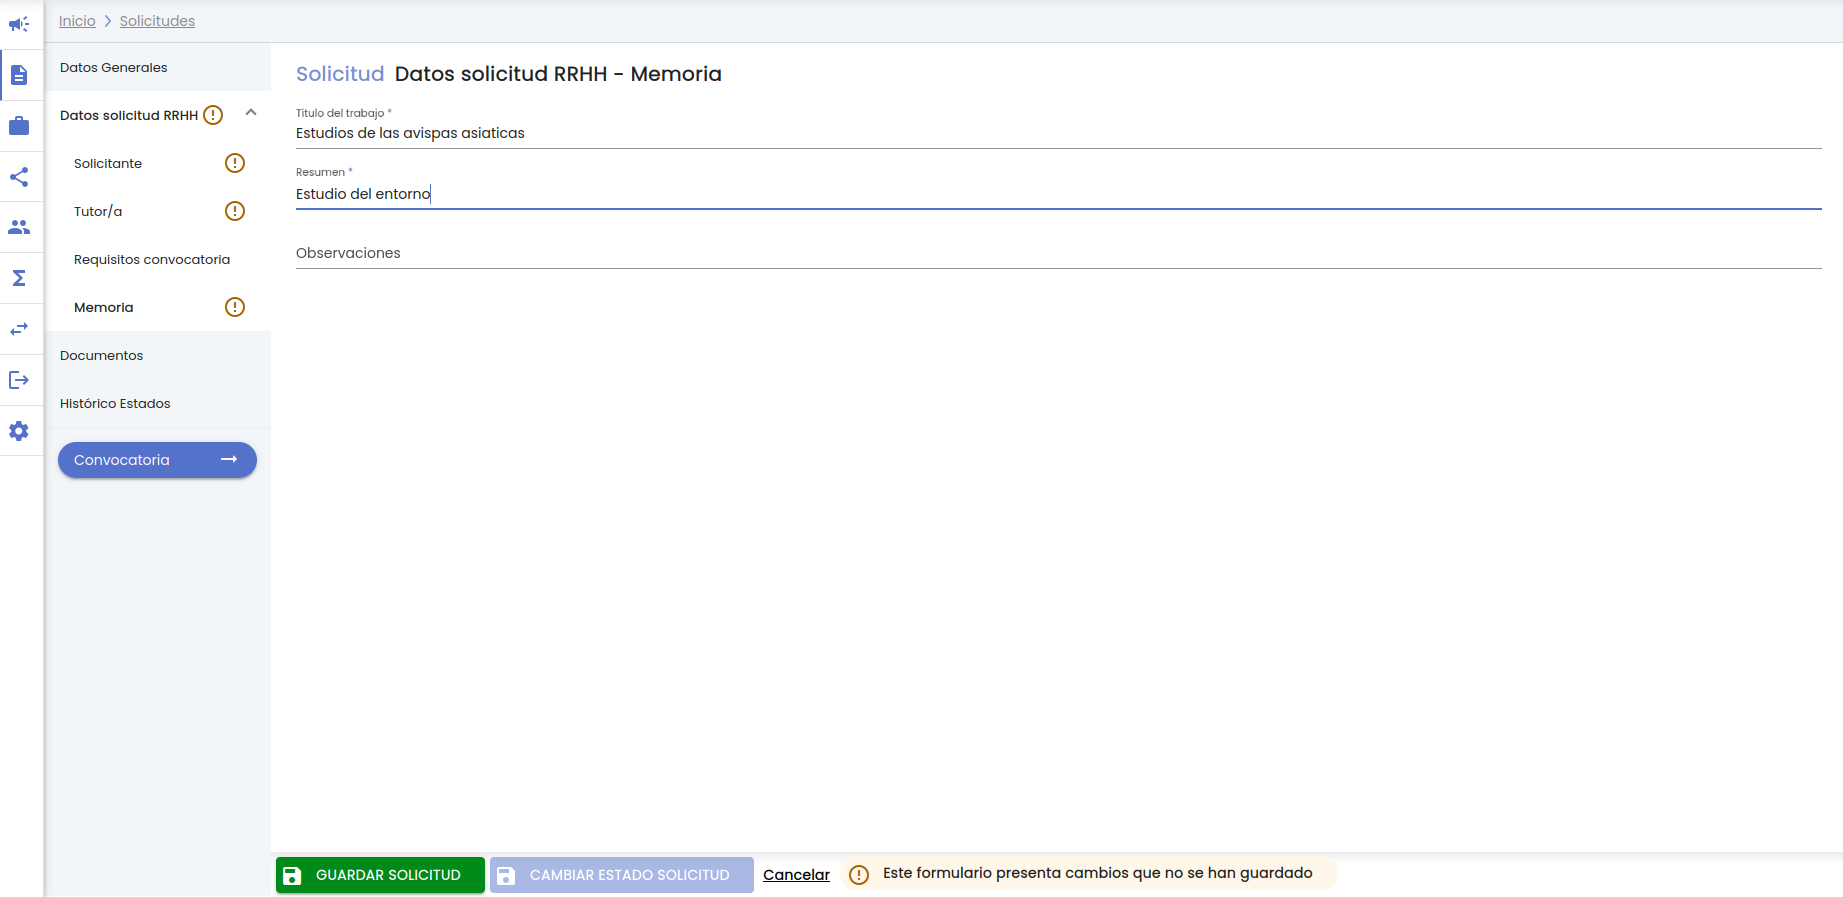 Inicio > Solicitudes
Datos Generales
Datos solicitud RRHH
Solicitante
Tutor/a
Requisitos convocatoria
Memoria
Documentos
Histórico Estados
Convocatoria
Solicitud Datos solicitud RRHH - Memoria
Título del trabajo *
Estudios de las avispas asiaticas
Resumen *
Estudio del entorno
Observaciones
GUARDAR SOLICITUD
CAMBIAR ESTADO SOLICITUD
Cancelar
Este formulario presenta cambios que no se han guardado